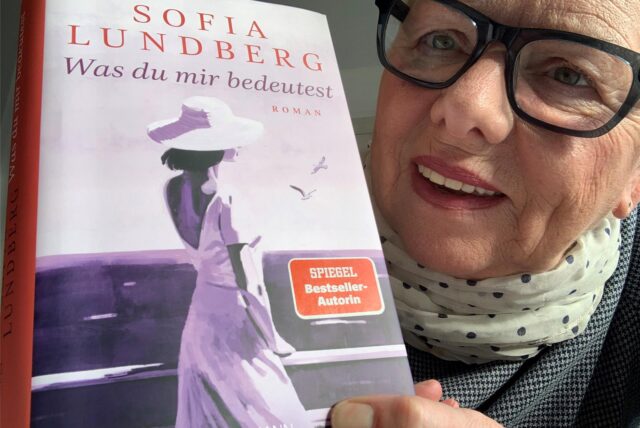 SOFIA
LUNDBERG
Was du mir bedeutest
ROMAN
SPIEGEL
Bestseller-
Autorin
LUNDBERG